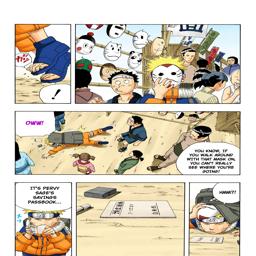 !
OWW!
YOU KNOW, IF
YOU WALK
AROUND WITH
THAT MASK ON,
YOU CAN'T REALLY
SEE WHERE YOU'RE
GOING!
IT'S PERVY
SAGE'S
SAVINGS
PASSBOOK...
HMM?!